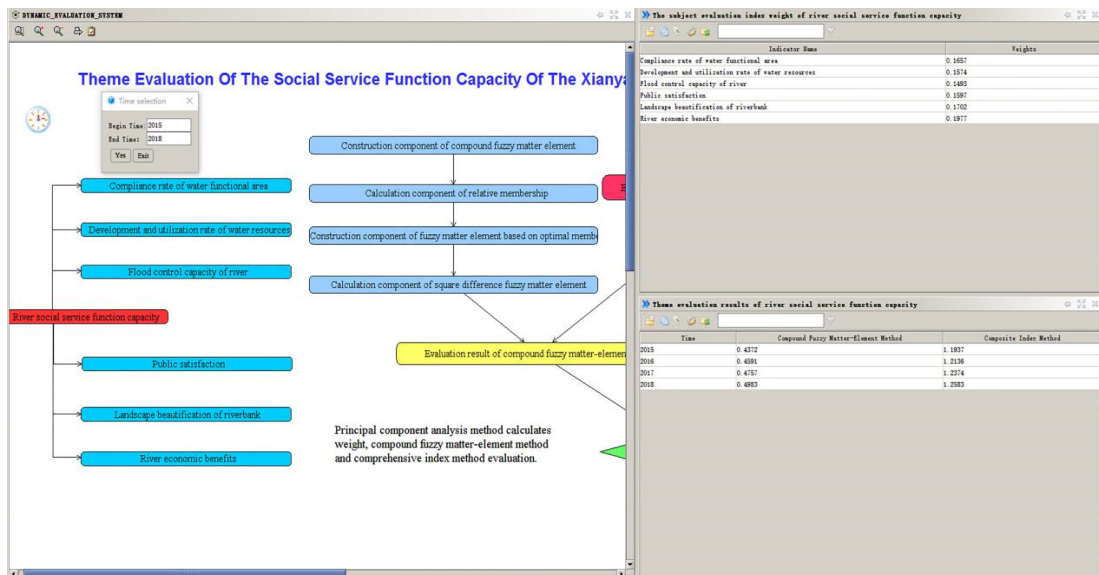 DYNAMIC_EVALUATION_SYSTEM
Theme Evaluation Of The Social Service Function Capacity Of The Xianya
Time selection
Begin Time: 2015
End Time: 2018
Yes Exit
Construction component of compound fuzzy matter element
Compliance rate of water functional area
Calculation component of relative membership
E
Development and utilization rate of water resources
Construction component of fuzzy matter element based on optimal membe
Flood control capacity of river
Calculation component of square difference fuzzy matter element
River social service function capacity
Evaluation result of compound fuzzy matter-elemen
Public satisfaction
Landscape beautification of riverbank
River economic benefits
Principal component analysis method calculates
weight, compound fuzzy matter-element method
and comprehensive index method evaluation.
The subject evaluation index weight of river social service function capacity
Indicator Name Weights
Compliance rate of water functional area 0.1657
Development and utilization rate of water resources 0.1574
Flood control capacity of river 0.1493
Public satisfaction 0.1597
Landscape beautification of riverbank 0.1702
River economic benefits 0.1977
Theme evaluation results of river social service function capacity
Time Compound Fuzzy Matter-Element Method Composite Index Method
2015 0.4372 1.1937
2016 0.4591 1.2136
2017 0.4757 1.2374
2018 0.4983 1.2583